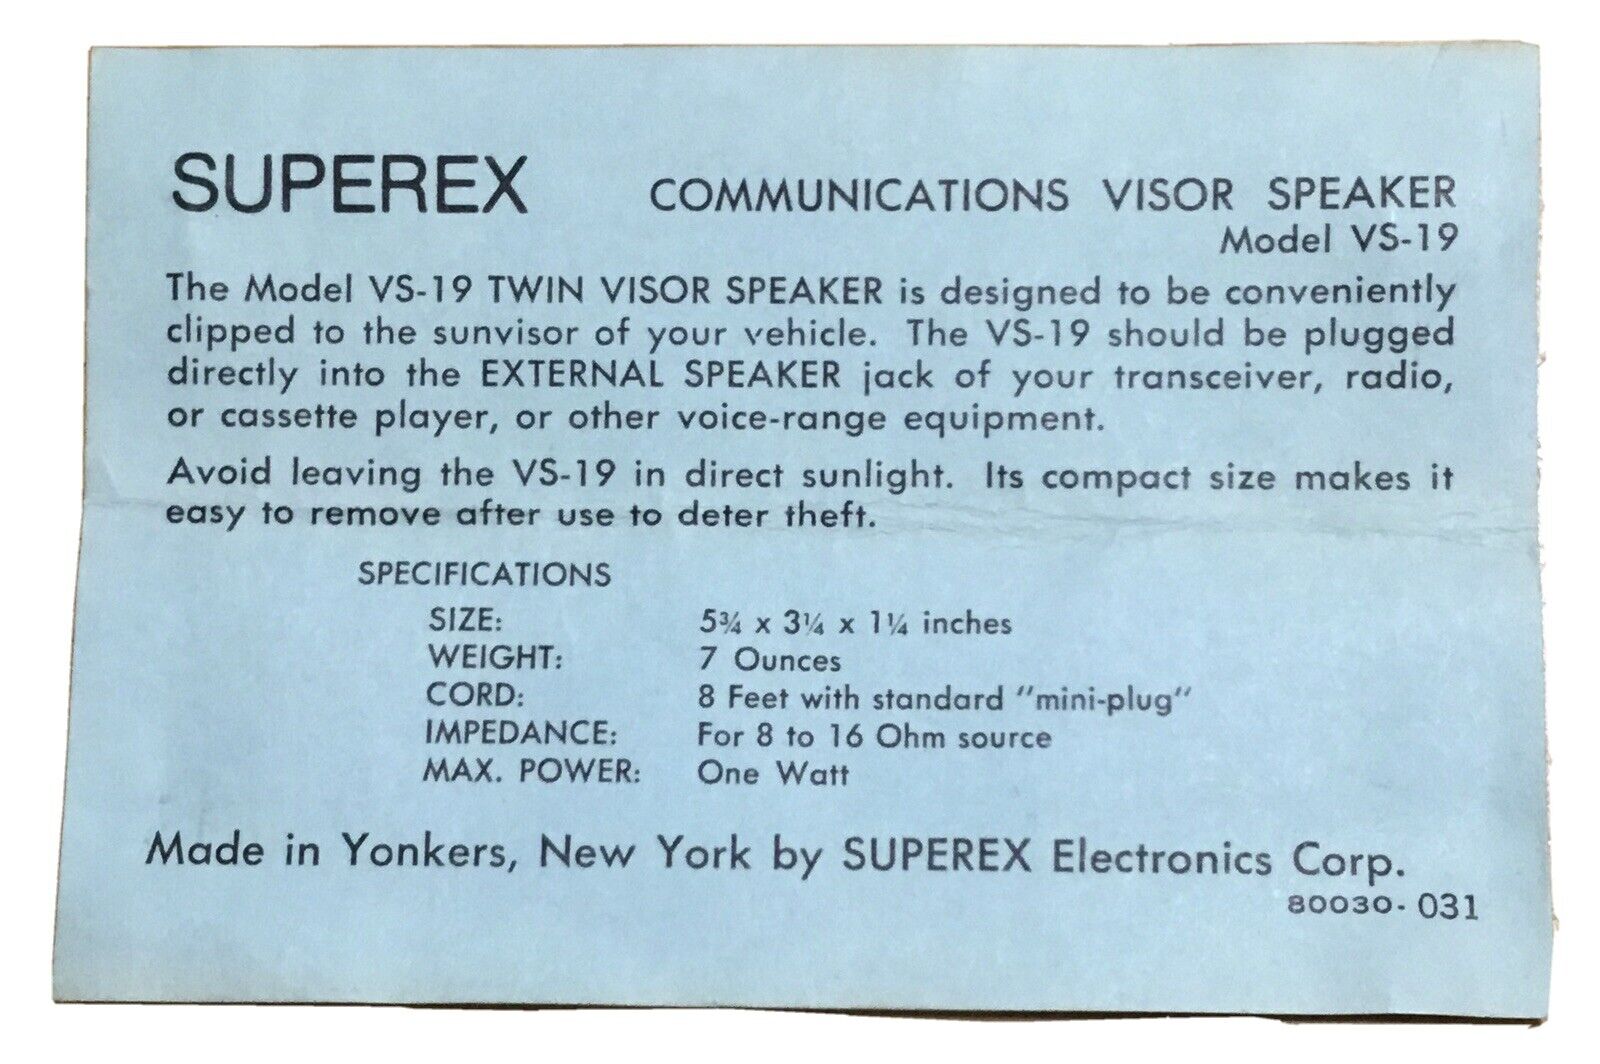 SUPEREX COMMUNICATIONS VISOR SPEAKER
Model VS-19
The Model VS-19 TWIN VISOR SPEAKER is designed to be conveniently
clipped to the sunvisor of your vehicle. The VS-19 should be plugged
directly into the EXTERNAL SPEAKER jack of your transceiver, radio,
or cassette player, or other voice-range equipment.
Avoid leaving the VS-19 in direct sunlight. Its compact size makes it
easy to remove after use to deter theft.
SPECIFICATIONS
SIZE: 5¾ x 3¼ x 1¼ inches
WEIGHT: 7 Ounces
CORD: 8 Feet with standard "mini-plug"
IMPEDANCE: For 8 to 16 Ohm source
MAX. POWER: One Watt
Made in Yonkers, New York by SUPEREX Electronics Corp.
80030-031